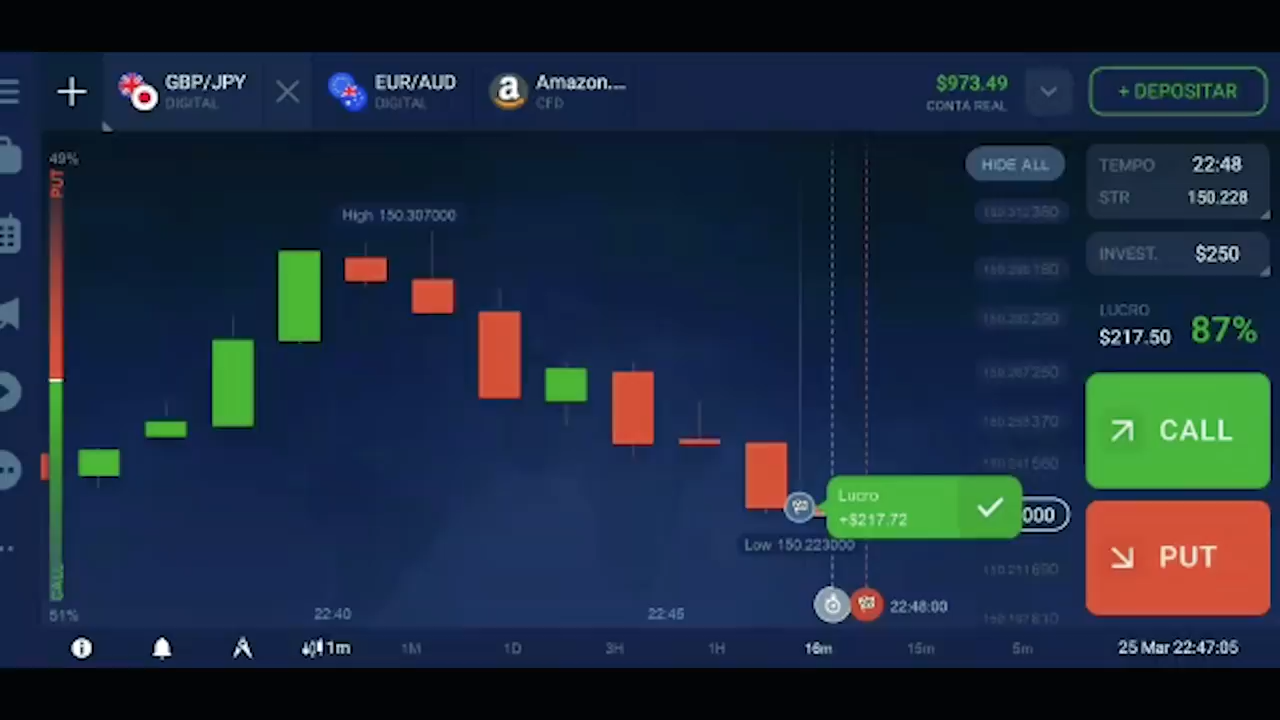 GBP/JPY
DIGITAL
EUR/AUD
DIGITAL
a
Amazon....
CFD
$973.49
CONTA REAL
+ DEPOSITAR
49%
PUT
HIDE ALL
TEMPO 22:48
STR 150.228
High 150.307000
INVEST. $250
LUCRO
$217.50 87%
CALL
Lucro
+$217.72
000
Low 150.223000
PUT
CALL
51%
22:40
22:45
22:48:00
1m
1M
1D
3H
1H
16m
15m
5m
25 Mar 22:47:05